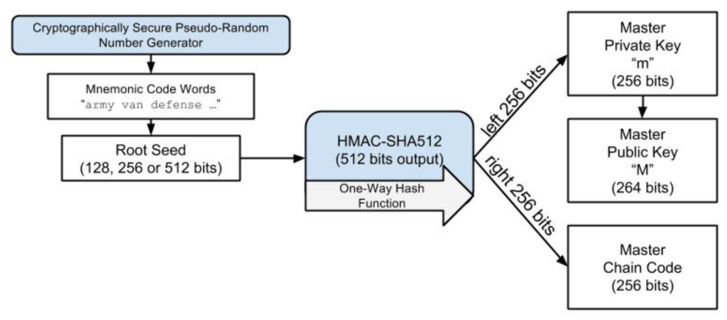 Cryptographically Secure Pseudo-Random
Number Generator
Mnemonic Code Words
“army van defense …”
Root Seed
(128, 256 or 512 bits)
HMAC-SHA512
(512 bits output)
One-Way Hash
Function
left 256 bits
right 256 bits
Master
Private Key
“m”
(256 bits)
Master
Public Key
“M”
(264 bits)
Master
Chain Code
(256 bits)